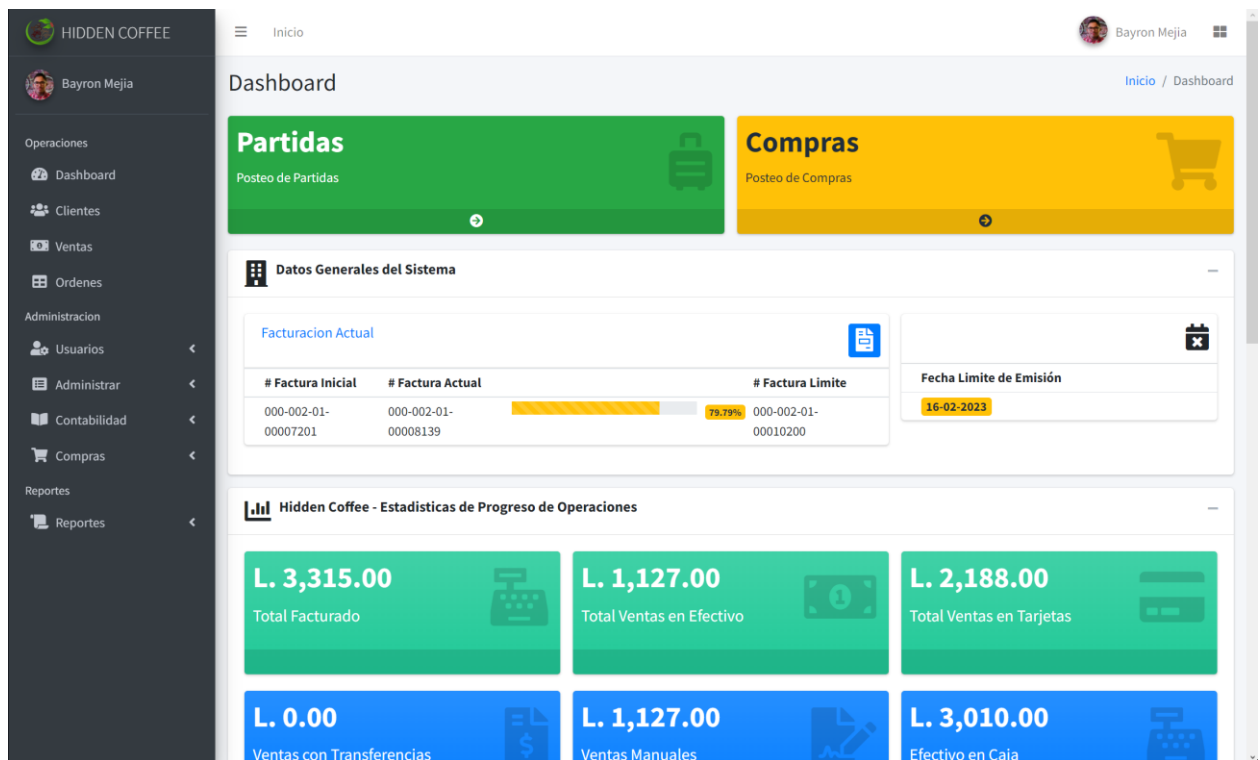 HIDDEN COFFEE
Inicio
Bayron Mejia
Bayron Mejia
Dashboard
Inicio / Dashboard
Operaciones
Dashboard
Clientes
Ventas
Ordenes
Administracion
Usuarios
Administrar
Contabilidad
Compras
Reportes
Reportes
Partidas
Posteo de Partidas
Compras
Posteo de Compras
Datos Generales del Sistema
Facturacion Actual
# Factura Inicial # Factura Actual # Factura Limite
000-002-01- 000-002-01- 79.79% 000-002-01-
00007201 00008139 00010200
Fecha Limite de Emisión
16-02-2023
Hidden Coffee - Estadisticas de Progreso de Operaciones
L. 3,315.00
Total Facturado
L. 1,127.00
Total Ventas en Efectivo
L. 2,188.00
Total Ventas en Tarjetas
L. 0.00
Ventas con Transferencias
L. 1,127.00
Ventas Manuales
L. 3,010.00
Efectivo en Caja